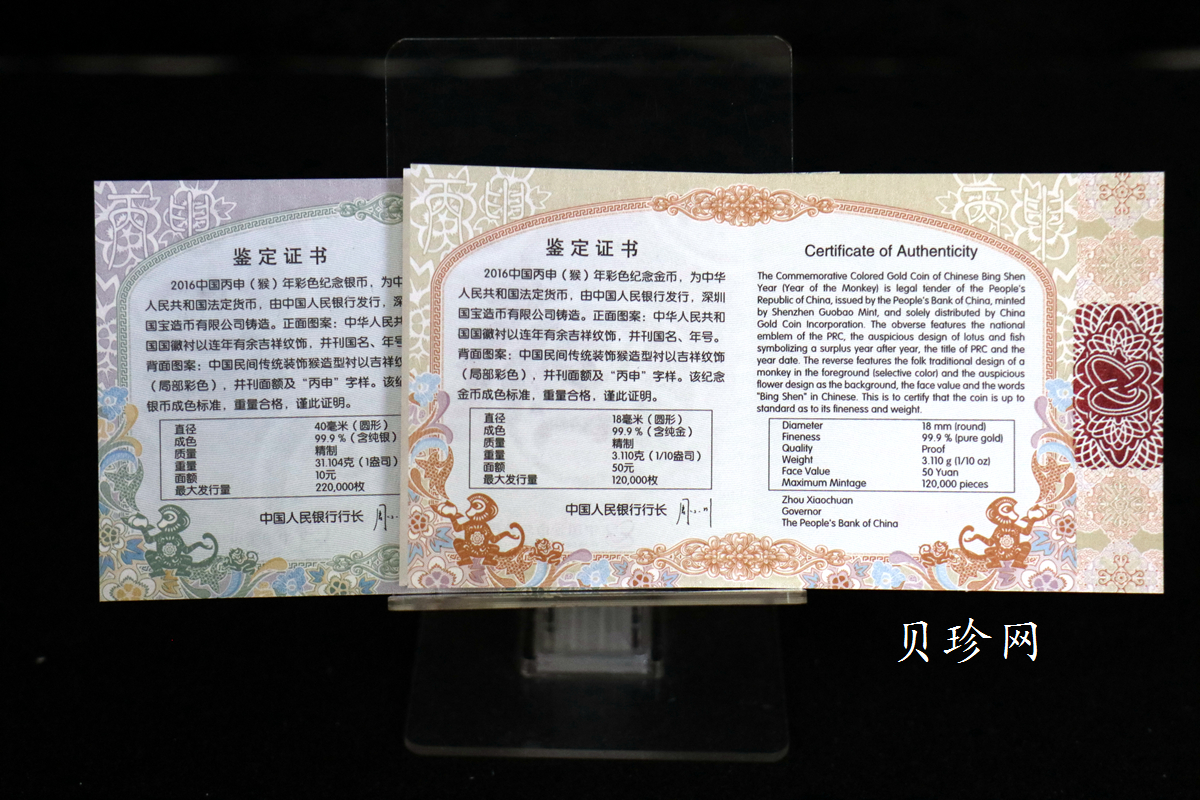 鉴定证书
2016中国丙申（猴）年彩色纪念银币，为中
人民共和国法定货币，由中国人民银行发行，深
国宝造币有限公司铸造。正面图案：中华人民共
国国徽衬以连年有余吉祥纹饰，并刊国名、年号
背面图案：中国民间传统装饰猴造型衬以吉祥纹
（局部彩色），并刊面额及“丙申”字样。该纪
银币成色标准，重量合格，谨此证明。
直径 40毫米（圆形）
成色 99.9％（含纯银）
质量 精制
重量 31.104克（1盎司）
面额 10元
最大发行量 220,000枚
中国人民银行行长
鉴定证书
2016中国丙申（猴）年彩色纪念金币，为中华
人民共和国法定货币，由中国人民银行发行，深圳
国宝造币有限公司铸造。正面图案：中华人民共和
国国徽衬以连年有余吉祥纹饰，并刊国名、年号。
背面图案：中国民间传统装饰猴造型衬以吉祥纹饰
（局部彩色），并刊面额及“丙申”字样。该纪念
金币成色标准，重量合格，谨此证明。
直径 18毫米（圆形）
成色 99.9％（含纯金）
质量 精制
重量 3.110克（1/10盎司）
面额 50元
最大发行量 120,000枚
中国人民银行行长
Certificate of Authenticity
The Commemorative Colored Gold Coin of Chinese Bing Shen
Year (Year of the Monkey) is legal tender of the People's
Republic of China, issued by the People's Bank of China, minted
by Shenzhen Guobao Mint, and solely distributed by China
Gold Coin Incorporation. The obverse features the national
emblem of the PRC, the auspicious design of lotus and fish
symbolizing a surplus year after year, the title of PRC and the
year date. The reverse features the folk traditional design of a
monkey in the foreground (selective color) and the auspicious
flower design as the background, the face value and the words
"Bing Shen" in Chinese. This is to certify that the coin is up to
standard as to its fineness and weight.
Diameter 18 mm (round)
Fineness 99.9 % (pure gold)
Quality Proof
Weight 3.110 g (1/10 oz)
Face Value 50 Yuan
Maximum Mintage 120,000 pieces
Zhou Xiaochuan
Governor
The People's Bank of China
贝珍网